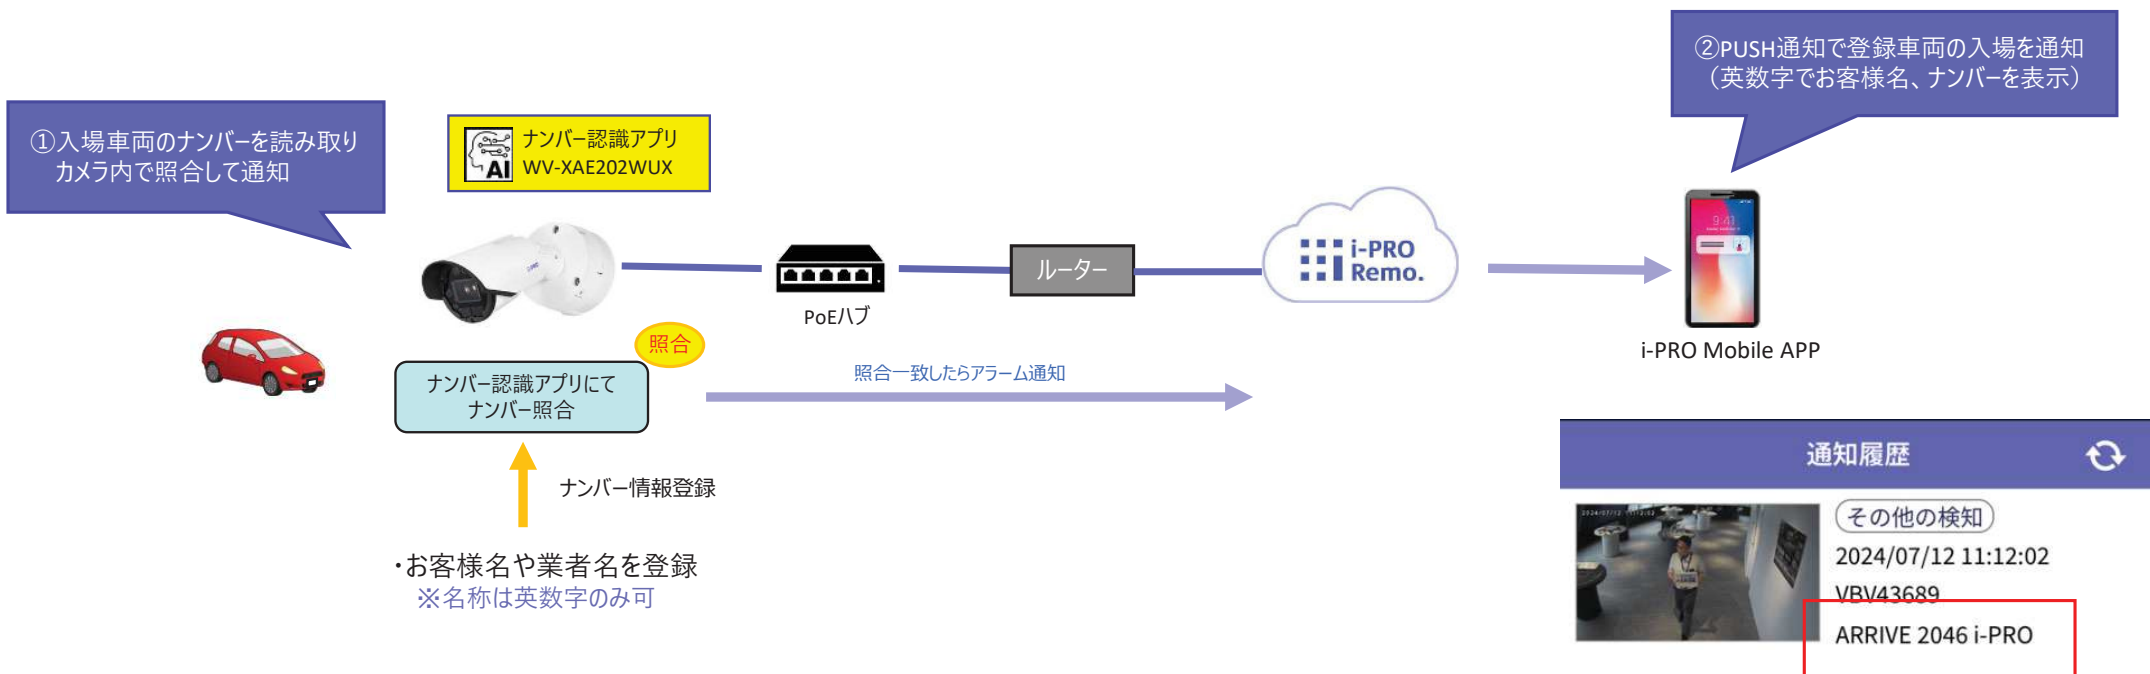 ①入場車両のナンバーを読み取り
カメラ内で照合して通知
ナンバー認識アプリ
AI
WV-XAE202WUX
②PUSH通知で登録車両の入場を通知
（英数字でお客様名、ナンバーを表示）
i-PRO
Remo.
ルーター
PoEハブ
9:41
i-PRO Mobile APP
照合
ナンバー認識アプリにて
ナンバー照合
照合一致したらアラーム通知
ナンバー情報登録
・お客様名や業者名を登録
※名称は英数字のみ可
通知履歴
2024/07/12 11:12:02
その他の検知
2024/07/12 11:12:02
VBV43689
ARRIVE 2046 i-PRO